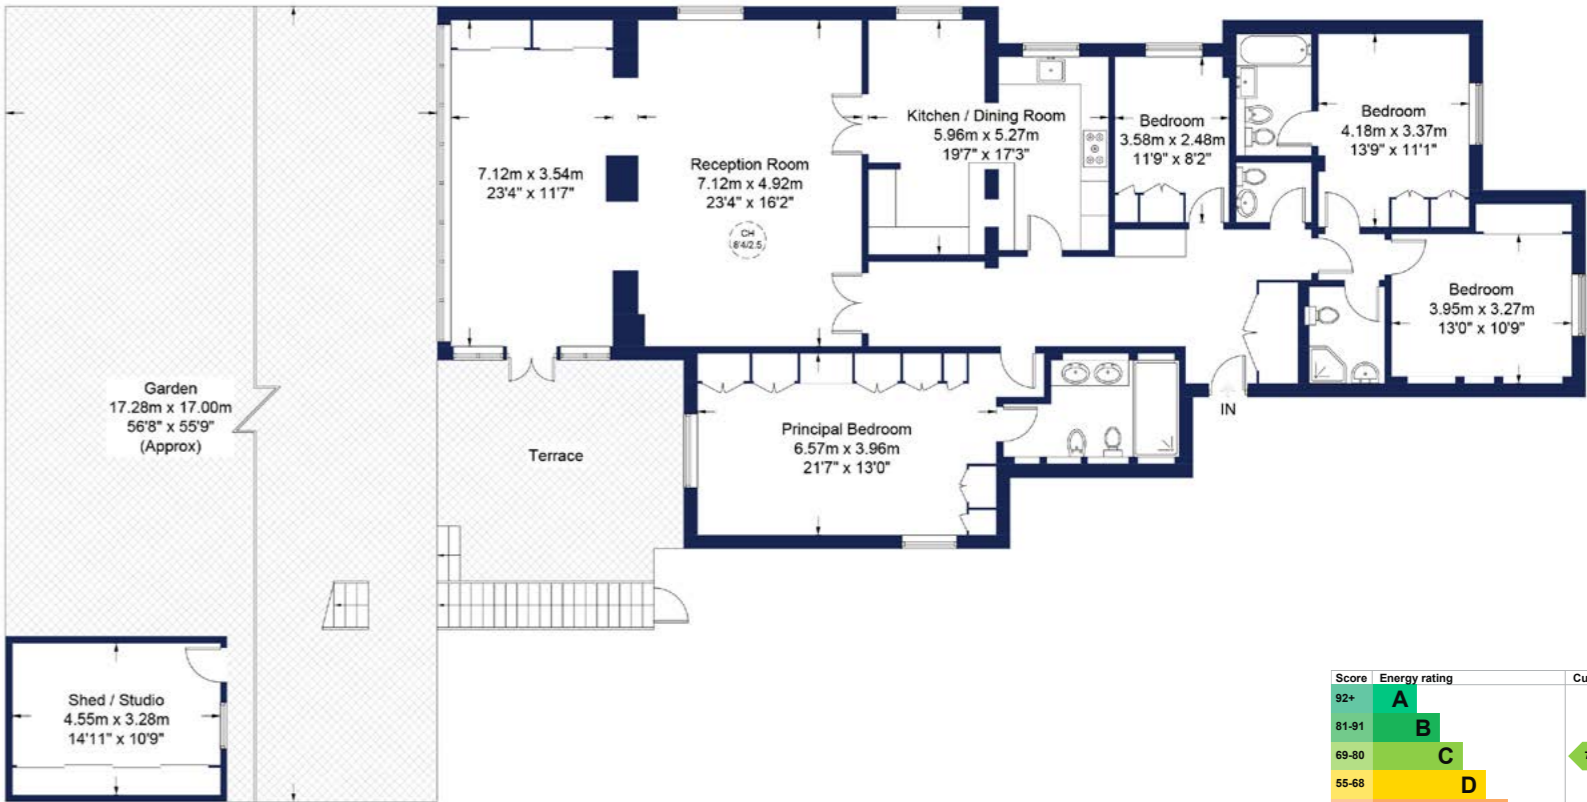 Garden
17.28m x 17.00m
56'8" x 55'9"
(Approx)
Shed / Studio
4.55m x 3.28m
14'11" x 10'9"
7.12m x 3.54m
23'4" x 11'7"
Reception Room
7.12m x 4.92m
23'4" x 16'2"
CH
8'4/2.5
Terrace
Kitchen / Dining Room
5.96m x 5.27m
19'7" x 17'3"
Bedroom
3.58m x 2.48m
11'9" x 8'2"
Bedroom
4.18m x 3.37m
13'9" x 11'1"
Bedroom
3.95m x 3.27m
13'0" x 10'9"
Principal Bedroom
6.57m x 3.96m
21'7" x 13'0"
IN
Score Energy rating
92+ A
81-91 B
69-80 C
55-68 D